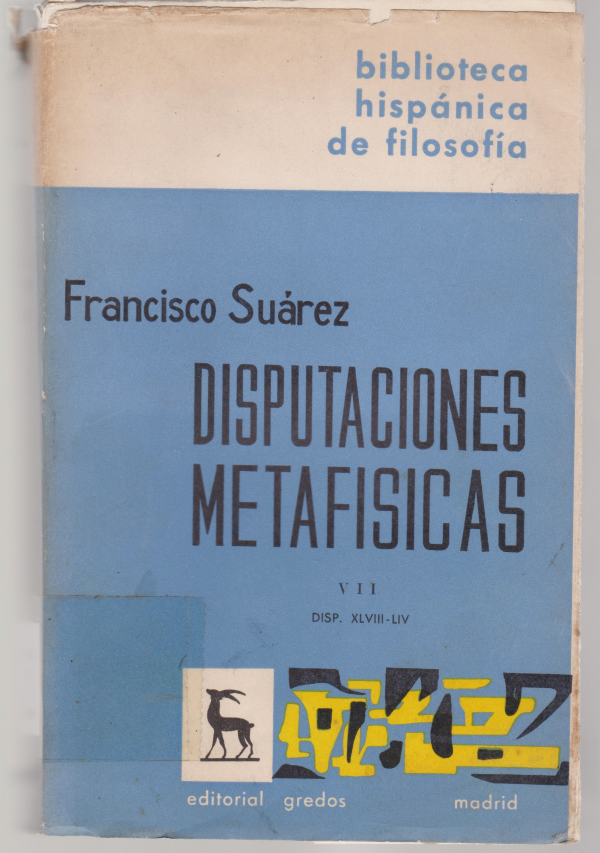 biblioteca
hispánica
de filosofía
Francisco Suárez
DISPUTACIONES
METAFISICAS
VII
DISP. XLVIII-LIV
editorial gredos madrid